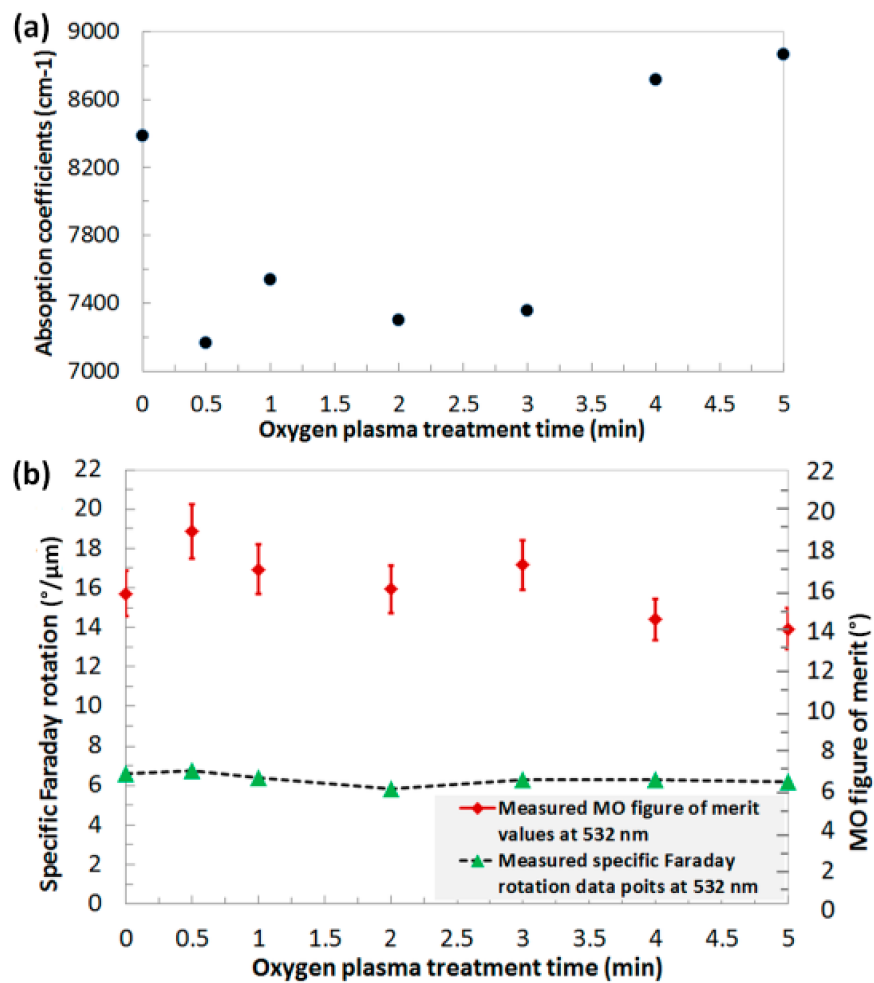 (a)
Absoption coefficients (cm-1)
9000
8600
8200
7800
7400
7000
0 0.5 1 1.5 2 2.5 3 3.5 4 4.5 5
Oxygen plasma treatment time (min)
(b)
Specific Faraday rotation (°/µm)
22
20
18
16
14
12
10
8
6
4
2
0
22
20
18
16
14
12
10
8
6
4
2
0
MO figure of merit (°)
Measured MO figure of merit
values at 532 nm
Measured specific Faraday
rotation data poits at 532 nm
0 0.5 1 1.5 2 2.5 3 3.5 4 4.5 5
Oxygen plasma treatment time (min)